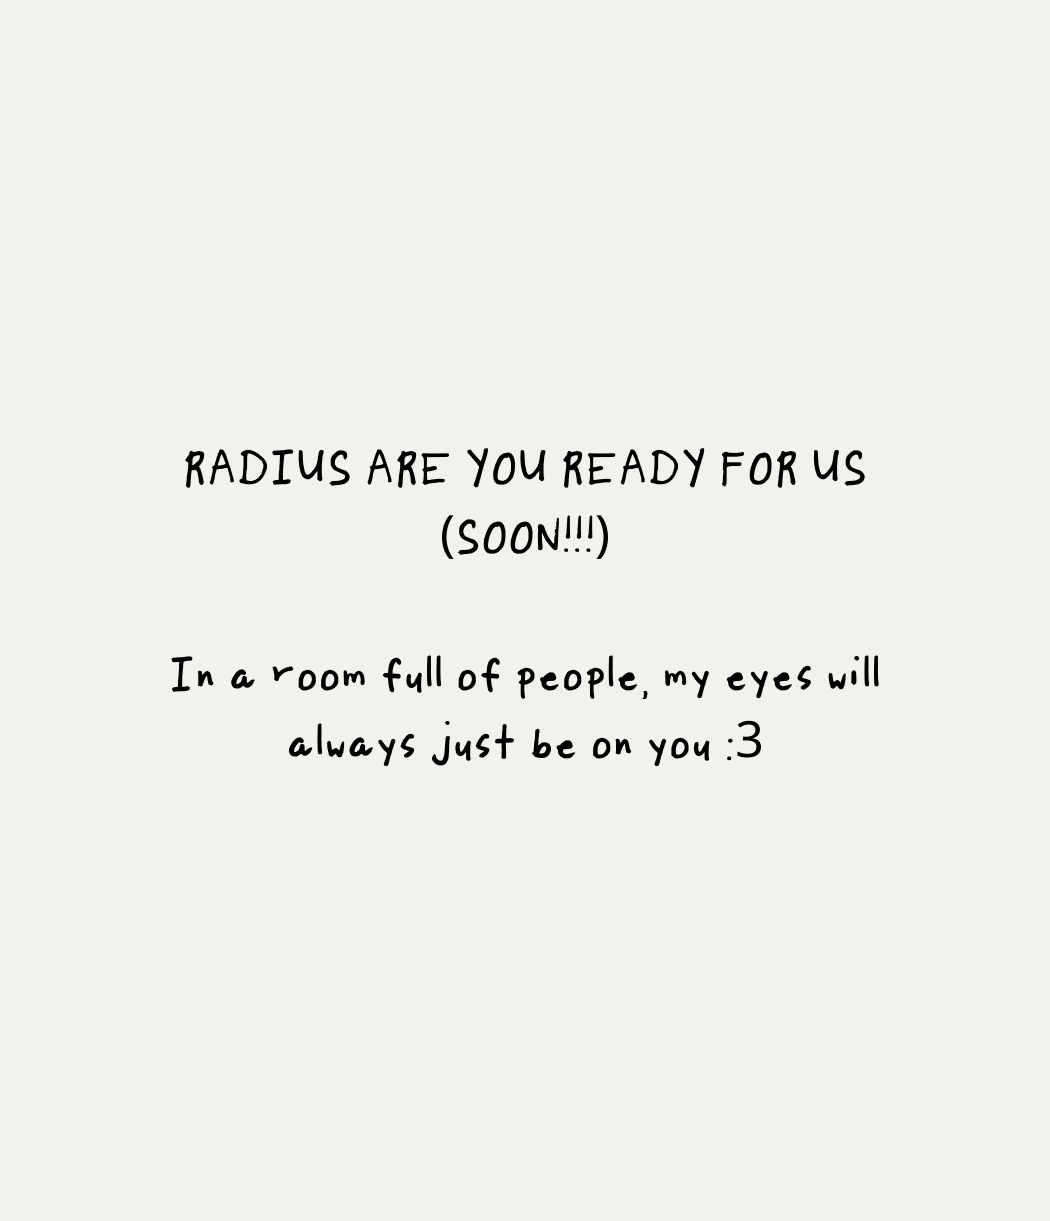 RADIUS ARE YOU READY FOR US
(SOON!!!)
In a room full of people, my eyes will
always just be on you :3